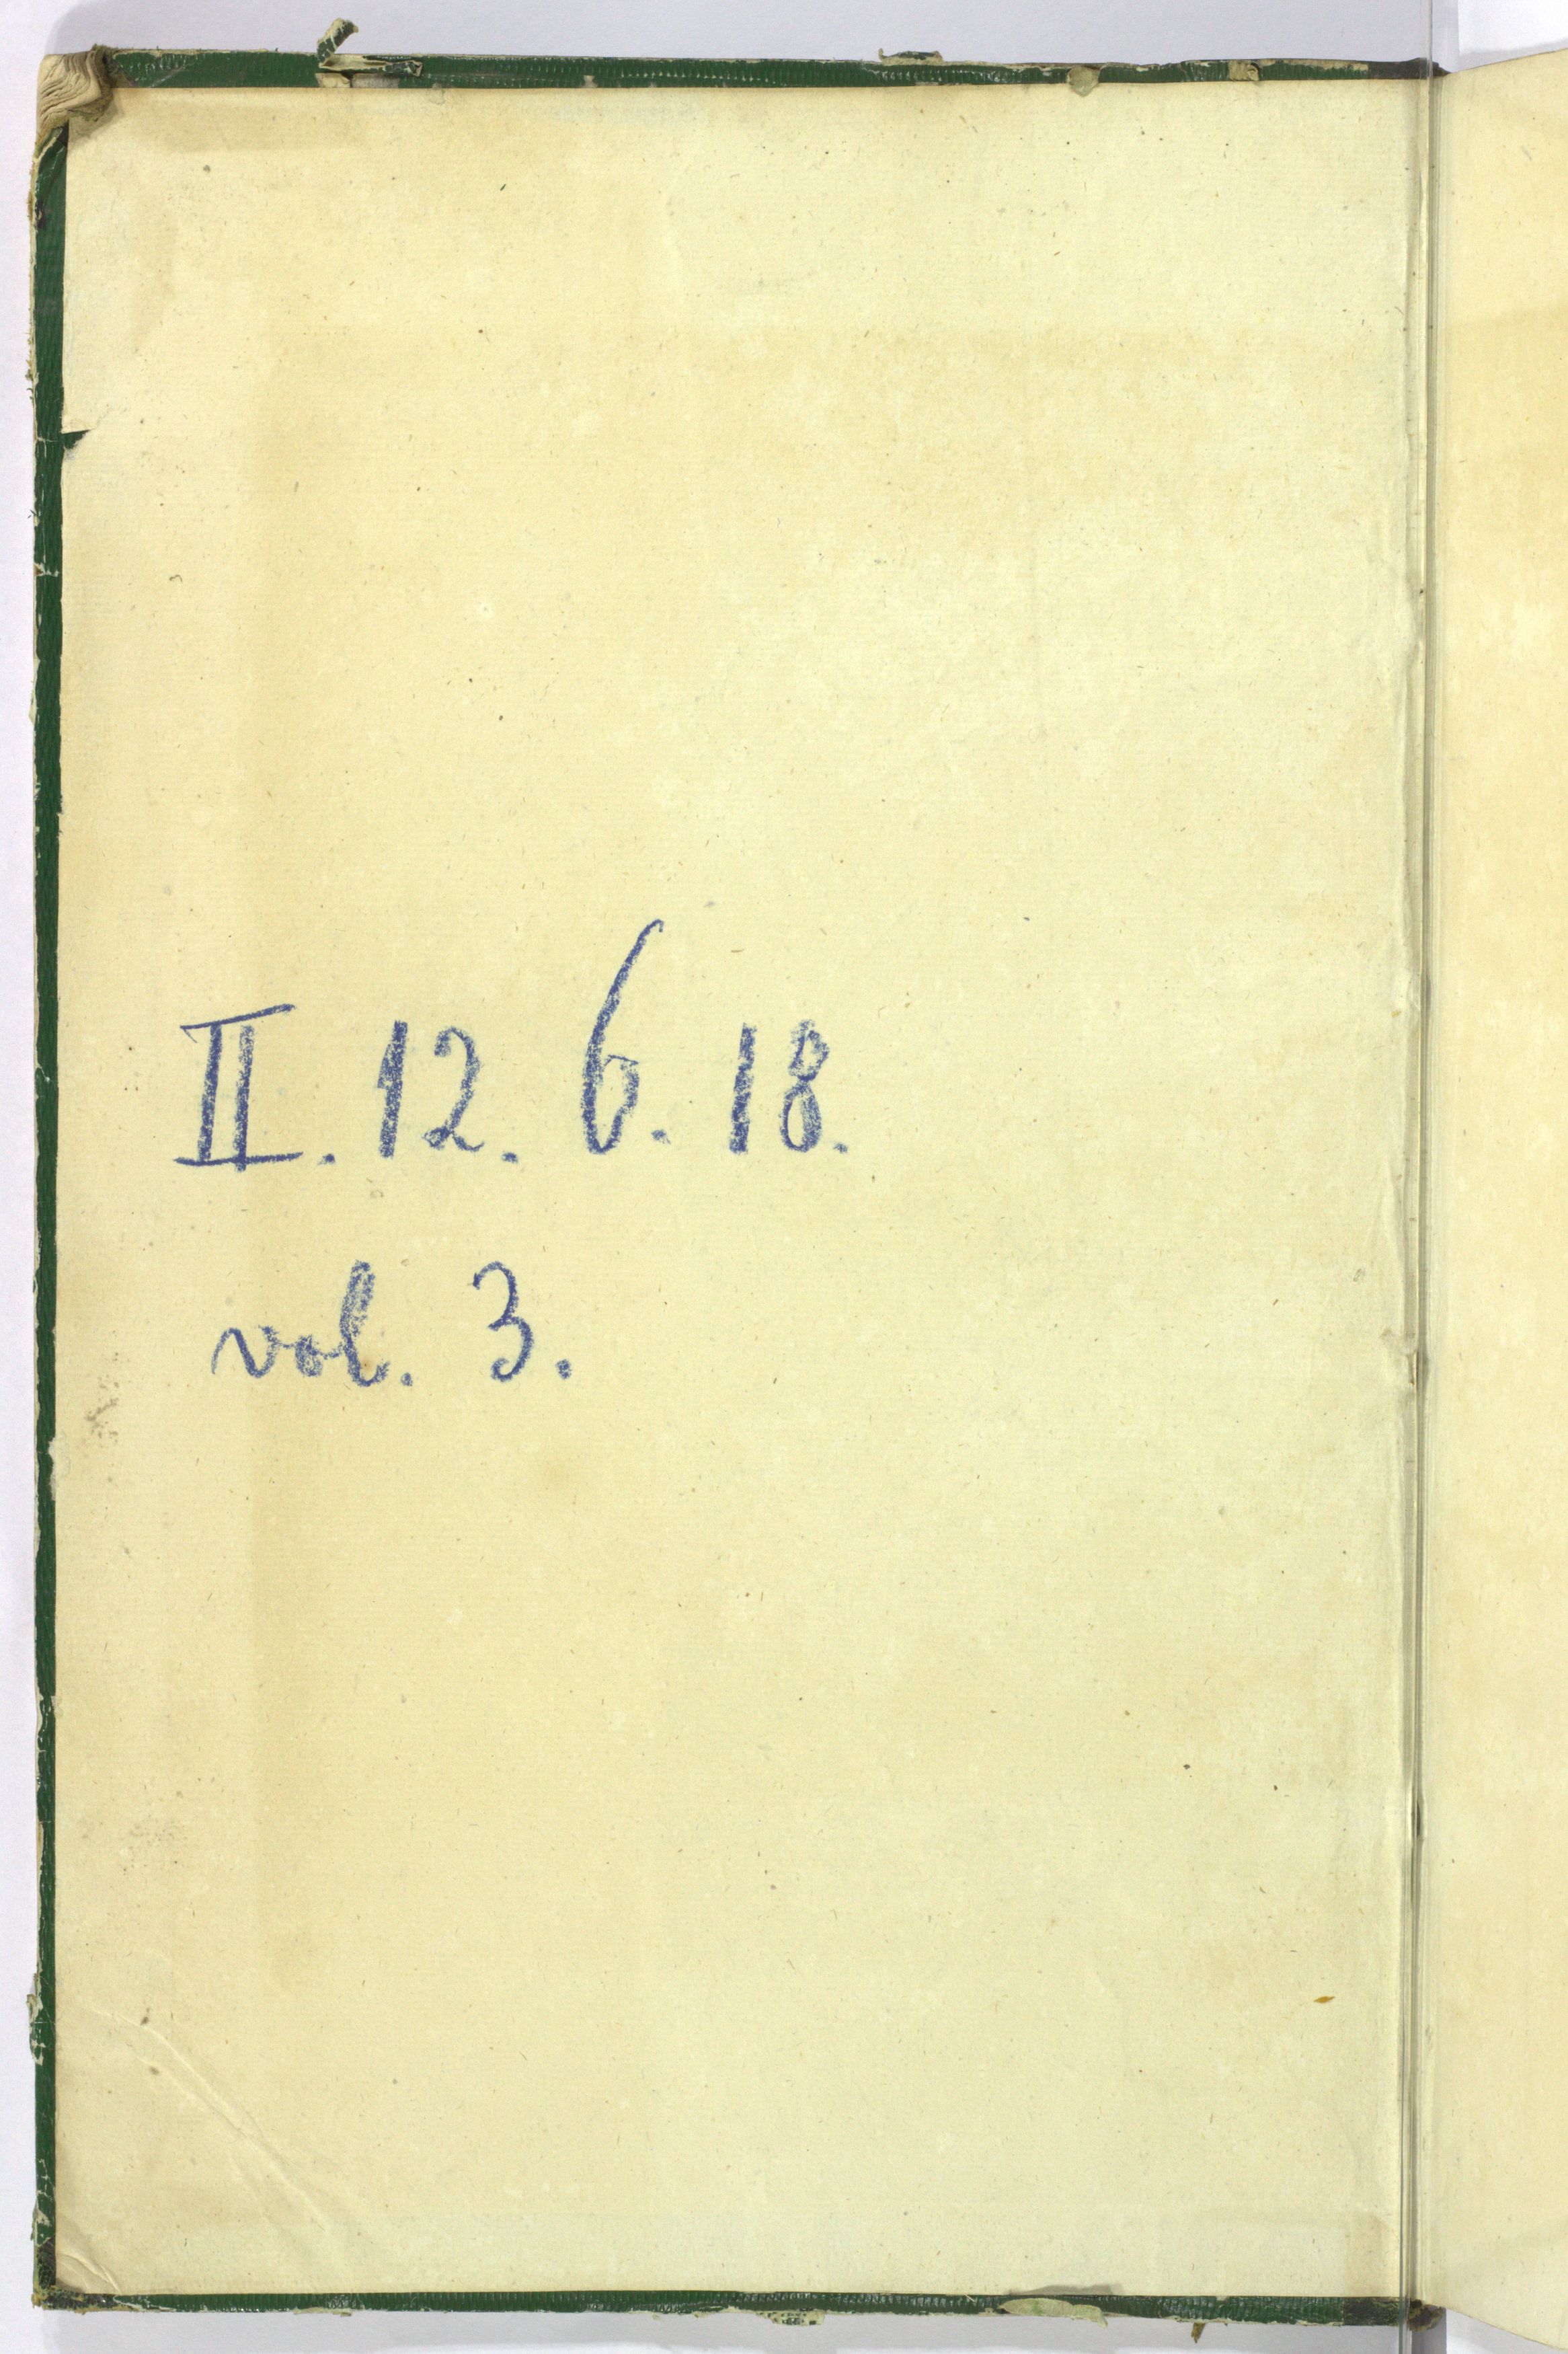 II. 12. 6. 18.
vol. 3.